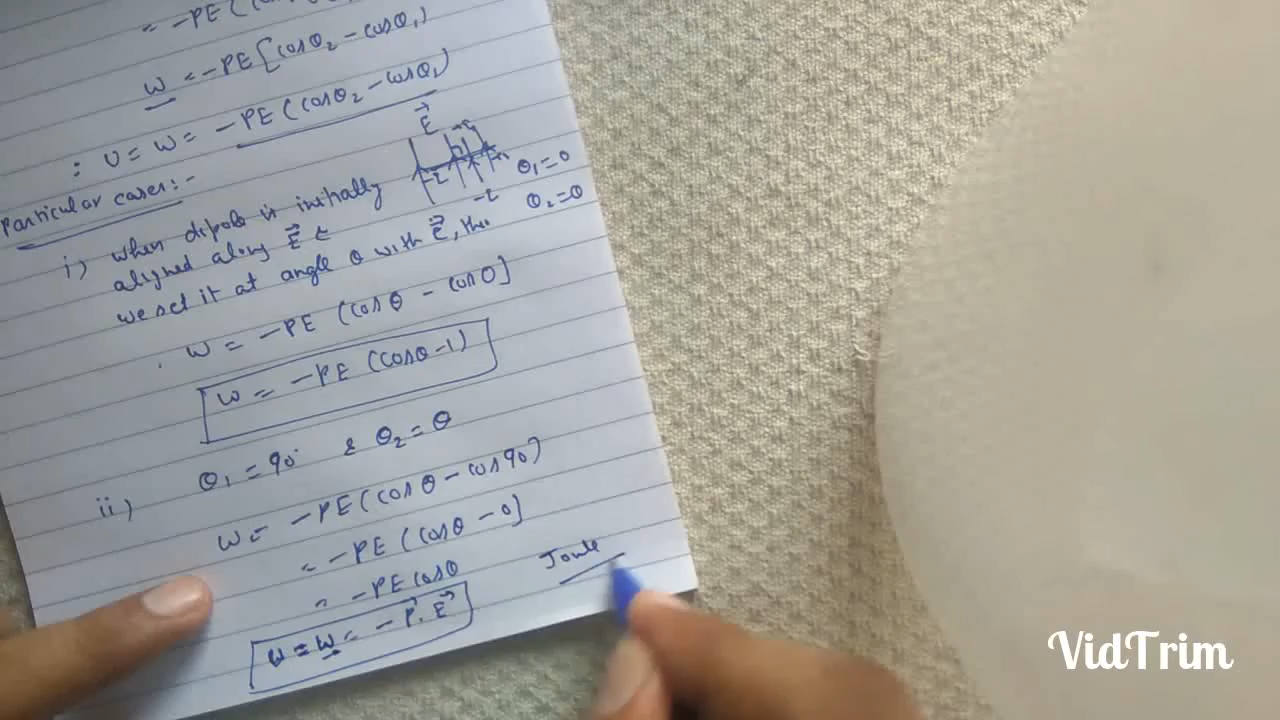 = -PE (cos
W = -PE [cosθ₂ - cosθ₁)
∴ U = W = -PE (cosθ₂ - cosθ₁)
Particular cases:-
E⃗
i) when dipole is initially
aligned along E⃗ &
θ₁ = 0
we set it at angle θ with E⃗, then
θ₂ = θ
W = -PE (cosθ - cos0]
W = -PE (cosθ - 1)
ii) θ₁ = 90° & θ₂ = θ
W = -PE (cosθ - cos90)
= -PE (cosθ - 0]
= -PE cosθ
Joule
U = W = -P⃗. E⃗
VidTrim